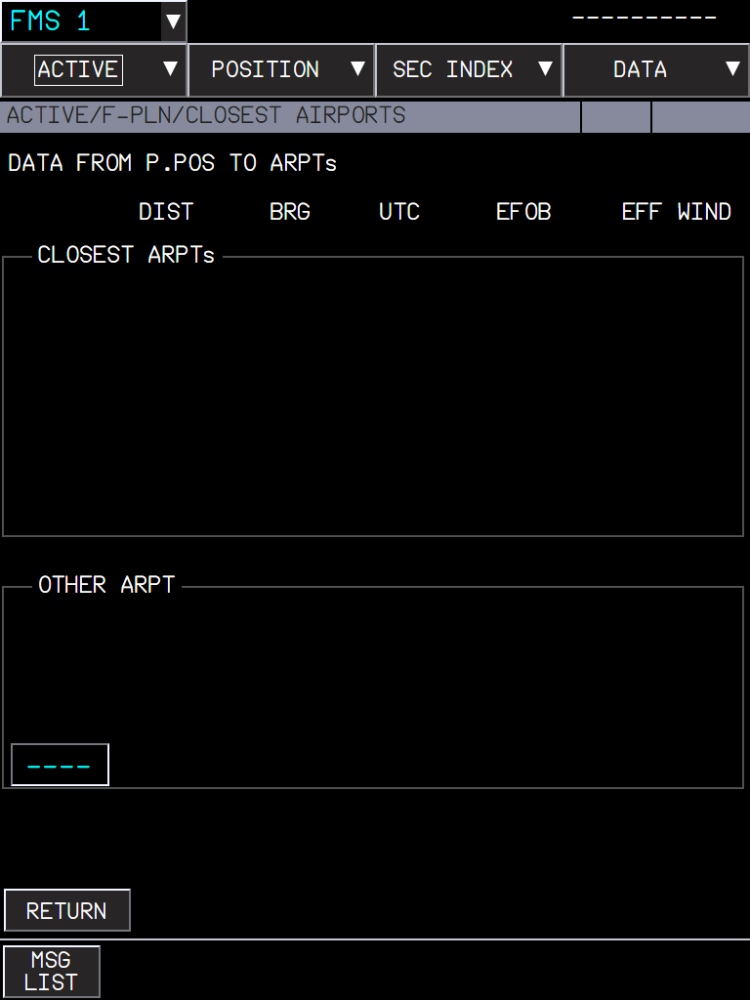 FMS 1 ▼ ----------
ACTIVE ▼ POSITION ▼ SEC INDEX ▼ DATA ▼
ACTIVE/F-PLN/CLOSEST AIRPORTS
DATA FROM P.POS TO ARPTs
DIST BRG UTC EFOB EFF WIND
CLOSEST ARPTs
OTHER ARPT
----
RETURN
MSG
LIST